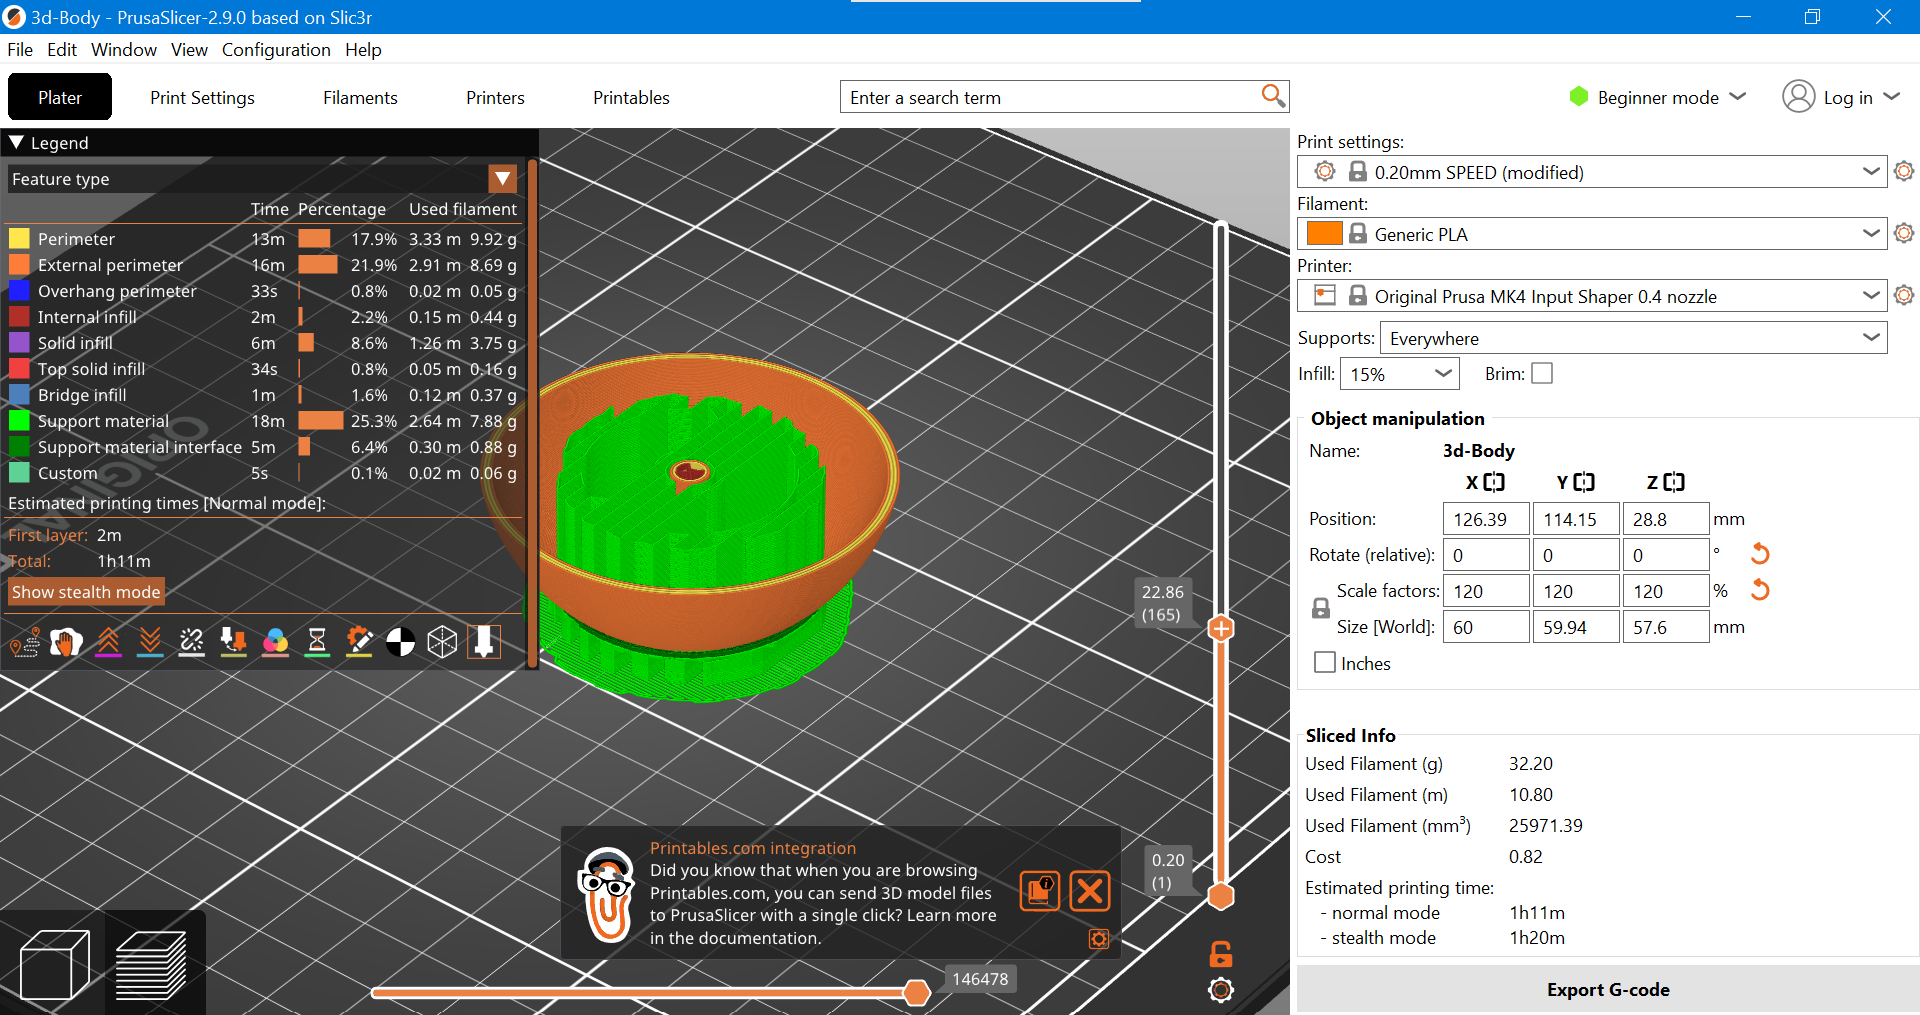 3d-Body - PrusaSlicer-2.9.0 based on Slic3r
File Edit Window View Configuration Help
Plater Print Settings Filaments Printers Printables Enter a search term Beginner mode Log in
Legend
Feature type
Time Percentage Used filament
Perimeter 13m 17.9% 3.33 m 9.92 g
External perimeter 16m 21.9% 2.91 m 8.69 g
Overhang perimeter 33s 0.8% 0.02 m 0.05 g
Internal infill 2m 2.2% 0.15 m 0.44 g
Solid infill 6m 8.6% 1.26 m 3.75 g
Top solid infill 34s 0.8% 0.05 m 0.16 g
Bridge infill 1m 1.6% 0.12 m 0.37 g
Support material 18m 25.3% 2.64 m 7.88 g
Support material interface 5m 6.4% 0.30 m 0.88 g
Custom 5s 0.1% 0.02 m 0.06 g
Estimated printing times [Normal mode]:
First layer: 2m
Total: 1h11m
Show stealth mode
ORIGINAL
22.86
(165)
0.20
(1)
Printables.com integration
Did you know that when you are browsing
Printables.com, you can send 3D model files
to PrusaSlicer with a single click? Learn more
in the documentation.
146478
Print settings:
0.20mm SPEED (modified)
Filament:
Generic PLA
Printer:
Original Prusa MK4 Input Shaper 0.4 nozzle
Supports: Everywhere
Infill: 15% Brim:
Object manipulation
Name: 3d-Body
X Y Z
Position: 126.39 114.15 28.8 mm
Rotate (relative): 0 0 0 °
Scale factors: 120 120 120 %
Size [World]: 60 59.94 57.6 mm
Inches
Sliced Info
Used Filament (g) 32.20
Used Filament (m) 10.80
Used Filament (mm³) 25971.39
Cost 0.82
Estimated printing time:
- normal mode 1h11m
- stealth mode 1h20m
Export G-code